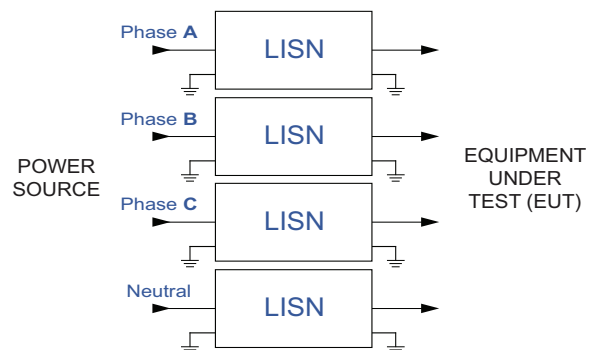 Phase A
LISN
Phase B
LISN
POWER
SOURCE
EQUIPMENT
UNDER
TEST (EUT)
Phase C
LISN
Neutral
LISN